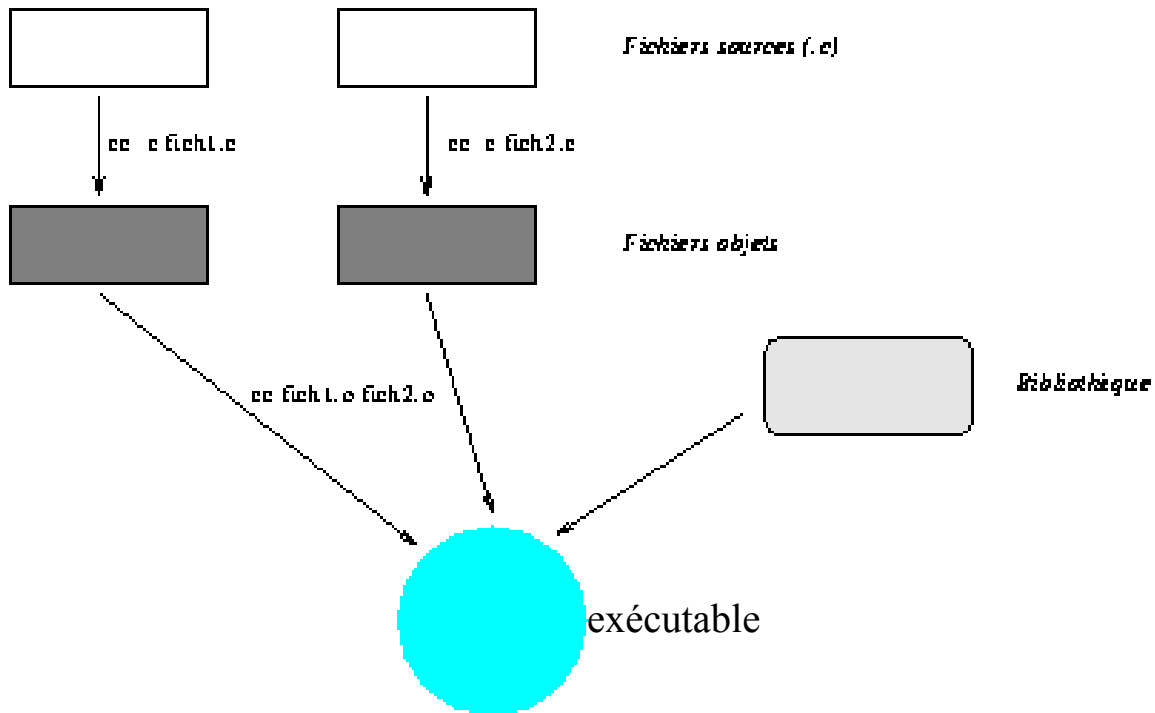 Fichiers sources (.c)
cc -c fich1.c
cc -c fich2.c
Fichiers objets
cc fich1.o fich2.o
Bibliothèque
exécutable